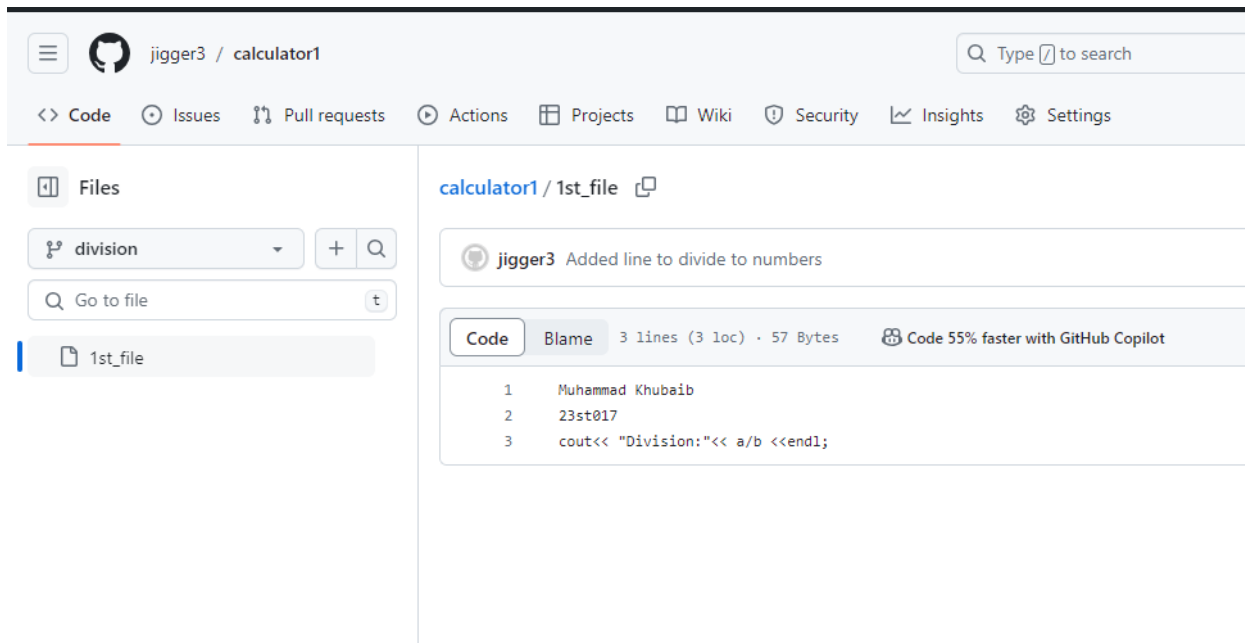 jigger3 / calculator1
Type / to search
<> Code Issues Pull requests Actions Projects Wiki Security Insights Settings
Files
division
Go to file t
1st_file
calculator1 / 1st_file
jigger3 Added line to divide to numbers
Code Blame 3 lines (3 loc) · 57 Bytes Code 55% faster with GitHub Copilot
1 Muhammad Khubaib
2 23st017
3 cout<< "Division:"<< a/b <<endl;